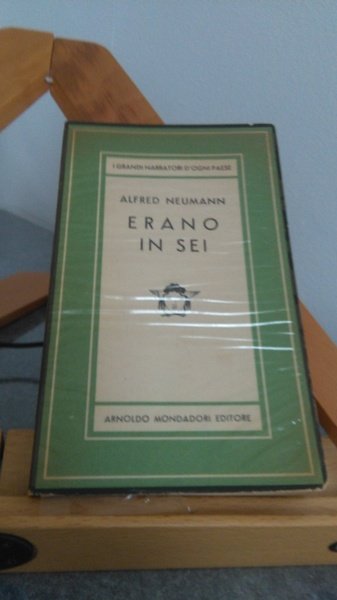 I GRANDI NARRATORI D'OGNI PAESE
ALFRED NEUMANN
ERANO
IN SEI
ARNOLDO MONDADORI EDITORE